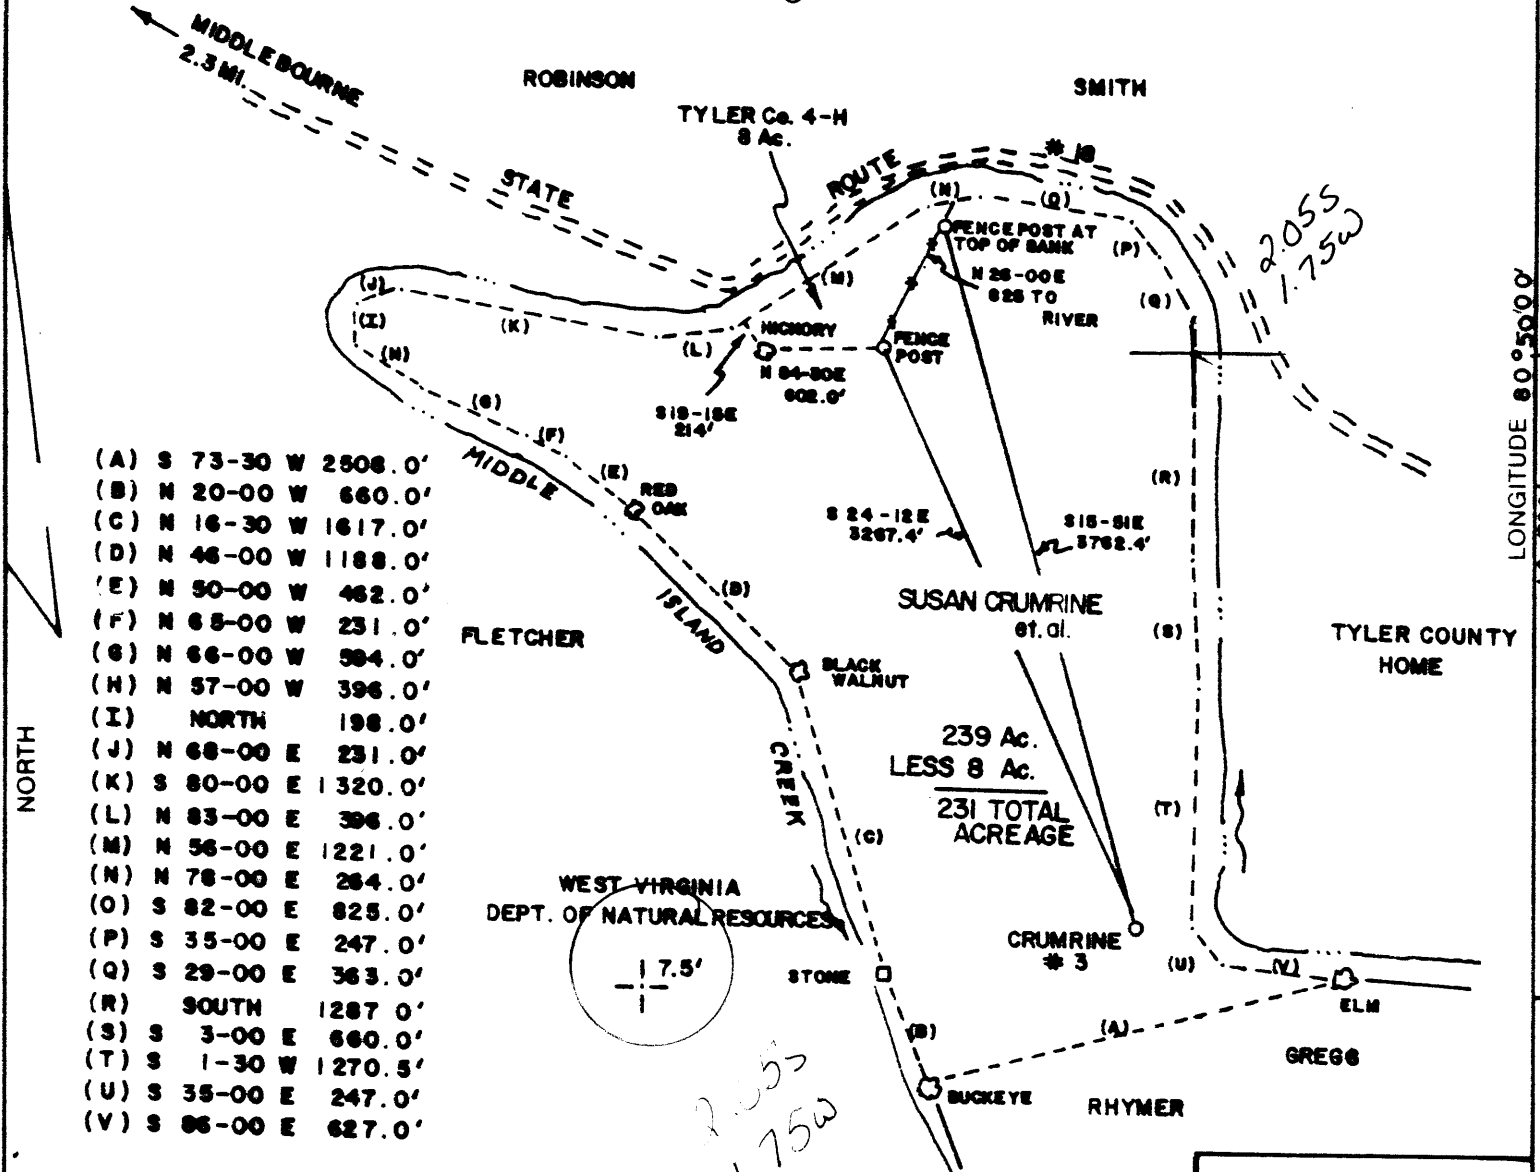 MIDDLEBOURNE
2.3 MI.
ROBINSON
SMITH
TYLER Co. 4-H
8 Ac.
STATE
ROUTE
# 18
2.055
1.75W
(N)
(O)
FENCE POST AT
TOP OF BANK
(P)
(M)
N 26-00E
825 TO
RIVER
(Q)
(J)
(I)
(K)
(L)
HICKORY
FENCE
POST
(H)
N 84-30E
602.0'
S19-15E
214'
(G)
(F)
(E)
MIDDLE
RED
OAK
(R)
S 24-12E
3267.4'
S15-51E
3762.4'
LONGITUDE 80°50'00'
(A) S 73-30 W 2508.0'
(B) N 20-00 W 660.0'
(C) N 16-30 W 1617.0'
(D) N 46-00 W 1188.0'
(E) N 50-00 W 462.0'
(F) N 65-00 W 231.0'
(G) N 66-00 W 594.0'
(H) N 57-00 W 396.0'
(I) NORTH 198.0'
(J) N 68-00 E 231.0'
(K) S 80-00 E 1320.0'
(L) N 83-00 E 396.0'
(M) N 56-00 E 1221.0'
(N) N 78-00 E 264.0'
(O) S 82-00 E 825.0'
(P) S 35-00 E 247.0'
(Q) S 29-00 E 363.0'
(R) SOUTH 1287 0'
(S) S 3-00 E 660.0'
(T) S 1-30 W 1270.5'
(U) S 35-00 E 247.0'
(V) S 86-00 E 627.0'
NORTH
(D)
ISLAND
FLETCHER
SUSAN CRUMRINE
et.al.
(S)
TYLER COUNTY
HOME
BLACK
WALNUT
239 Ac.
LESS 8 Ac.
231 TOTAL
ACREAGE
CREEK
(C)
(T)
WEST VIRGINIA
DEPT. OF NATURAL RESOURCES
7.5'
STONE
CRUMRINE
# 3
(U)
(V)
ELM
(B)
(A)
GREGG
BUCKEYE
RHYMER
75W